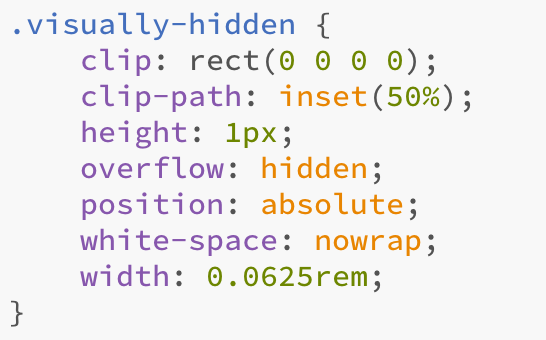 .visually-hidden {
    clip: rect(0 0 0 0);
    clip-path: inset(50%);
    height: 1px;
    overflow: hidden;
    position: absolute;
    white-space: nowrap;
    width: 0.0625rem;
}